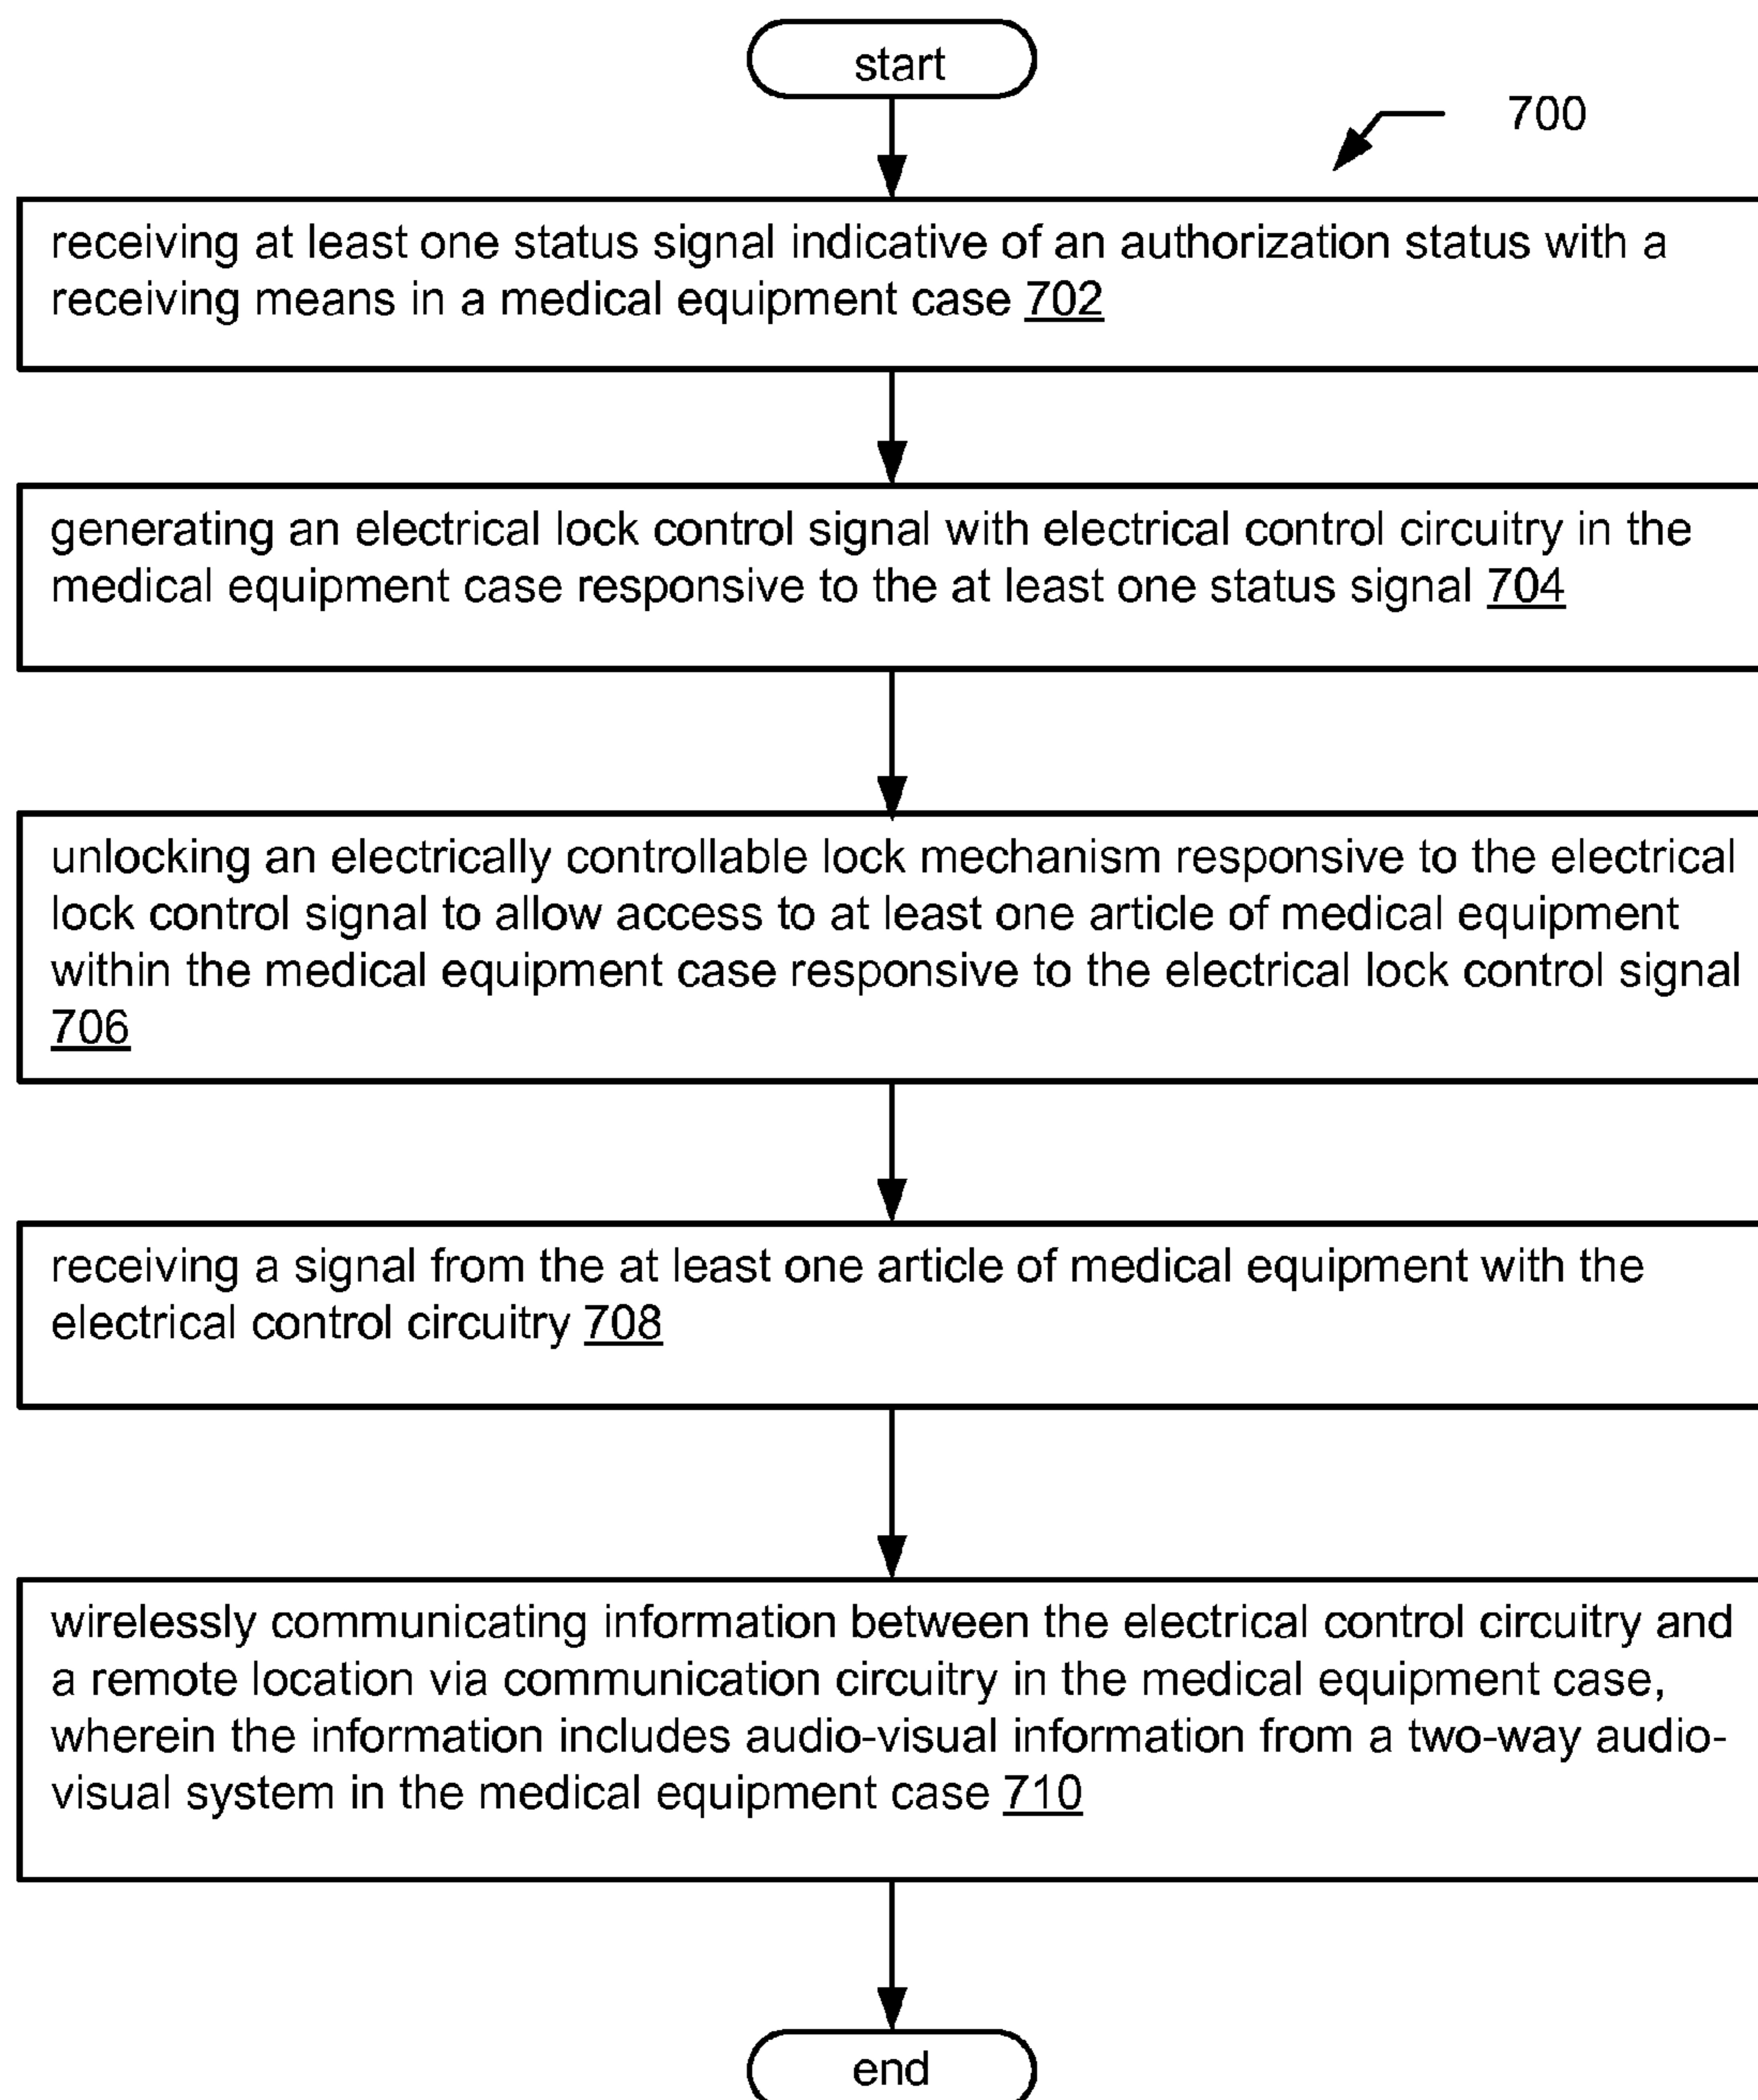 start
700
receiving at least one status signal indicative of an authorization status with a
receiving means in a medical equipment case 702
generating an electrical lock control signal with electrical control circuitry in the
medical equipment case responsive to the at least one status signal 704
unlocking an electrically controllable lock mechanism responsive to the electrical
lock control signal to allow access to at least one article of medical equipment
within the medical equipment case responsive to the electrical lock control signal
706
receiving a signal from the at least one article of medical equipment with the
electrical control circuitry 708
wirelessly communicating information between the electrical control circuitry and
a remote location via communication circuitry in the medical equipment case,
wherein the information includes audio-visual information from a two-way audio-
visual system in the medical equipment case 710
end